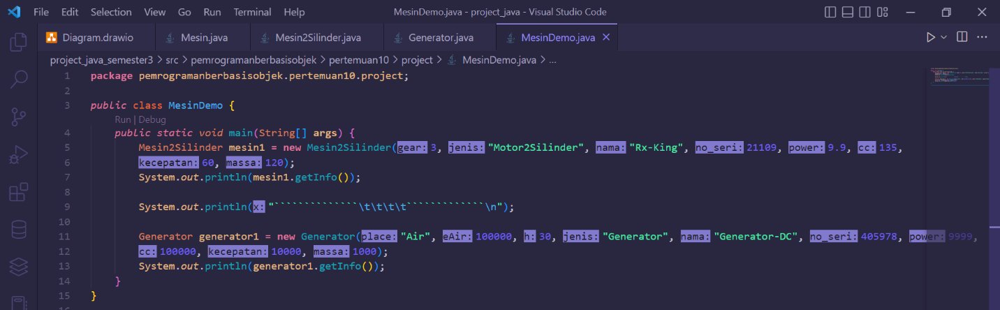 File Edit Selection View Go Run Terminal Help MesinDemo.java - project_java - Visual Studio Code
Diagram.drawio Mesin.java Mesin2Silinder.java Generator.java MesinDemo.java
project_java_semester3 > src > pemrogramanberbasisobjek > pertemuan10 > project > MesinDemo.java > ...
1 package pemrogramanberbasisobjek.pertemuan10.project;
2
3 public class MesinDemo {
Run | Debug
4 public static void main(String[] args) {
5 Mesin2Silinder mesin1 = new Mesin2Silinder(gear: 3, jenis: "Motor2Silinder", nama: "Rx-King", no_seri: 21109, power: 9.9, cc: 135,
6 kecepatan: 60, massa: 120);
7 System.out.println(mesin1.getInfo());
8
9 System.out.println(x: "``````````````\t\t\t\t`````````````\n");
10
11 Generator generator1 = new Generator(place: "Air", eAir: 100000, h: 30, jenis: "Generator", nama: "Generator-DC", no_seri: 405978, power: 9999,
12 cc: 100000, kecepatan: 10000, massa: 1000);
13 System.out.println(generator1.getInfo());
14 }
15 }